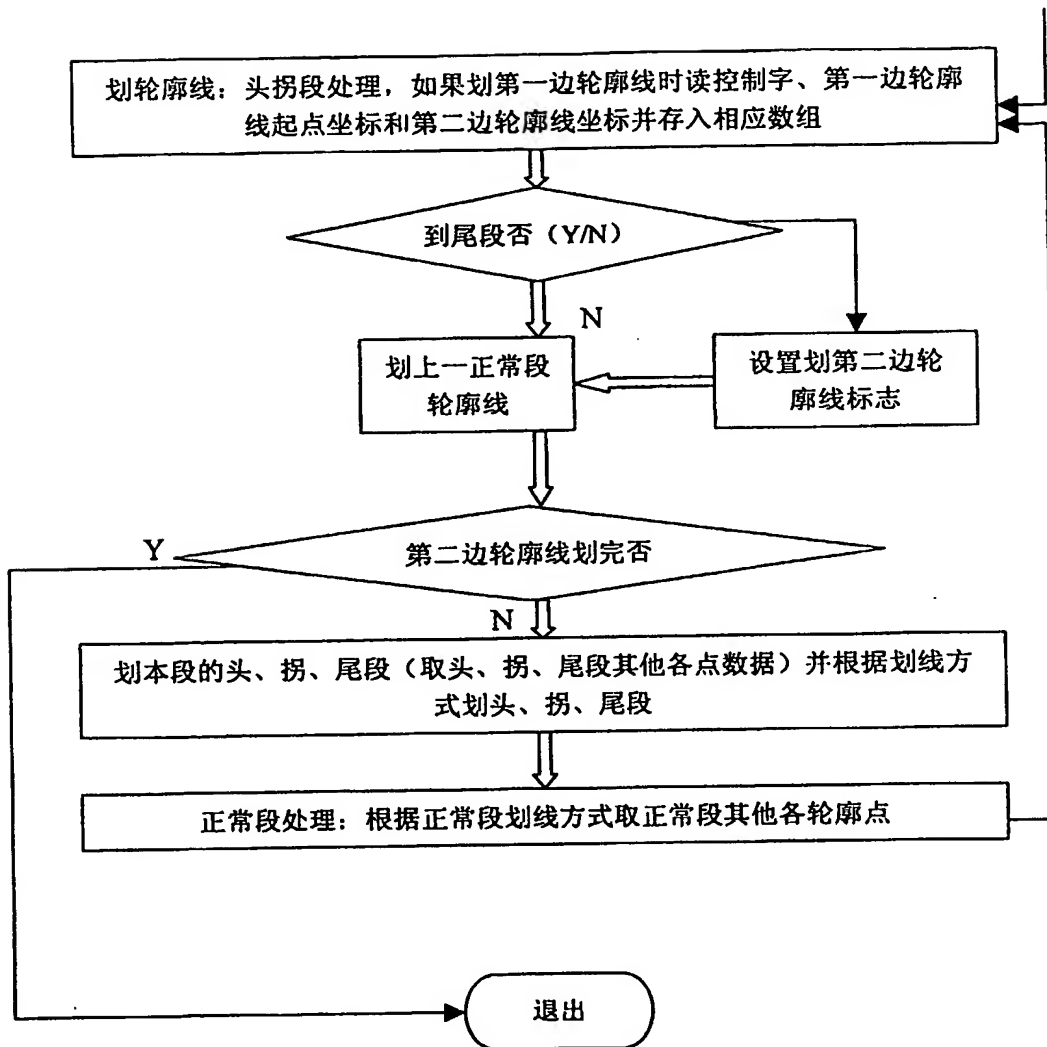 划轮廓线：头拐段处理，如果划第一边轮廓线时读控制字、第一边轮廓
线起点坐标和第二边轮廓线坐标并存入相应数组
到尾段否（Y/N）
N
划上一正常段
轮廓线
设置划第二边轮
廓线标志
Y
第二边轮廓线划完否
N
划本段的头、拐、尾段（取头、拐、尾段其他各点数据）并根据划线方
式划头、拐、尾段
正常段处理：根据正常段划线方式取正常段其他各轮廓点
退出